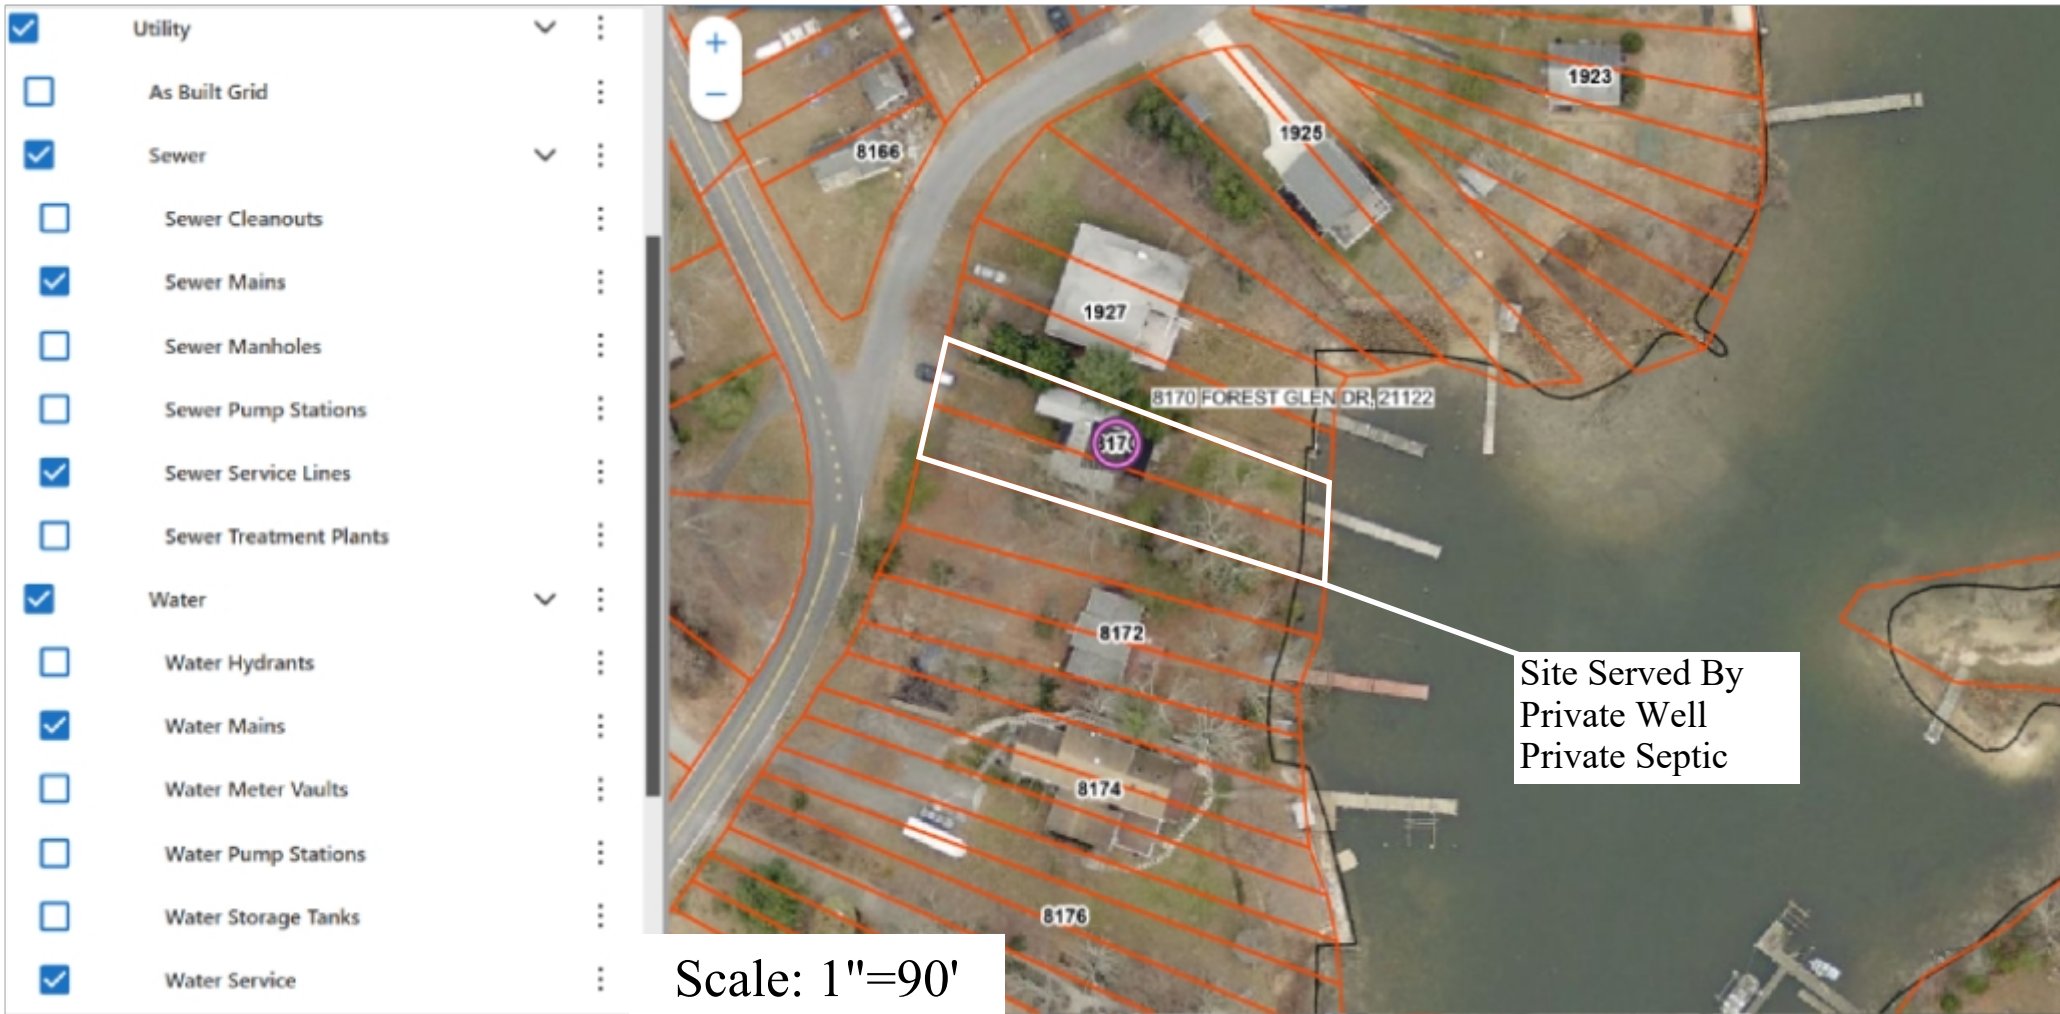 Utility
As Built Grid
Sewer
Sewer Cleanouts
Sewer Mains
Sewer Manholes
Sewer Pump Stations
Sewer Service Lines
Sewer Treatment Plants
Water
Water Hydrants
Water Mains
Water Meter Vaults
Water Pump Stations
Water Storage Tanks
Water Service
+
−
1923
1925
8166
1927
8170 FOREST GLEN DR, 21122
8170
8172
Site Served By
Private Well
Private Septic
8174
8176
Scale: 1"=90'